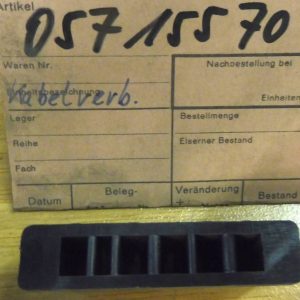 Artikel
057 155 70
Waren Nr.
Nachbestellung bei
Kabelverb.
Einheiten
Lager
Bestellmenge
Reihe
Eiserner Bestand
Fach
Datum
Beleg-
Veränderung
Bestand
+